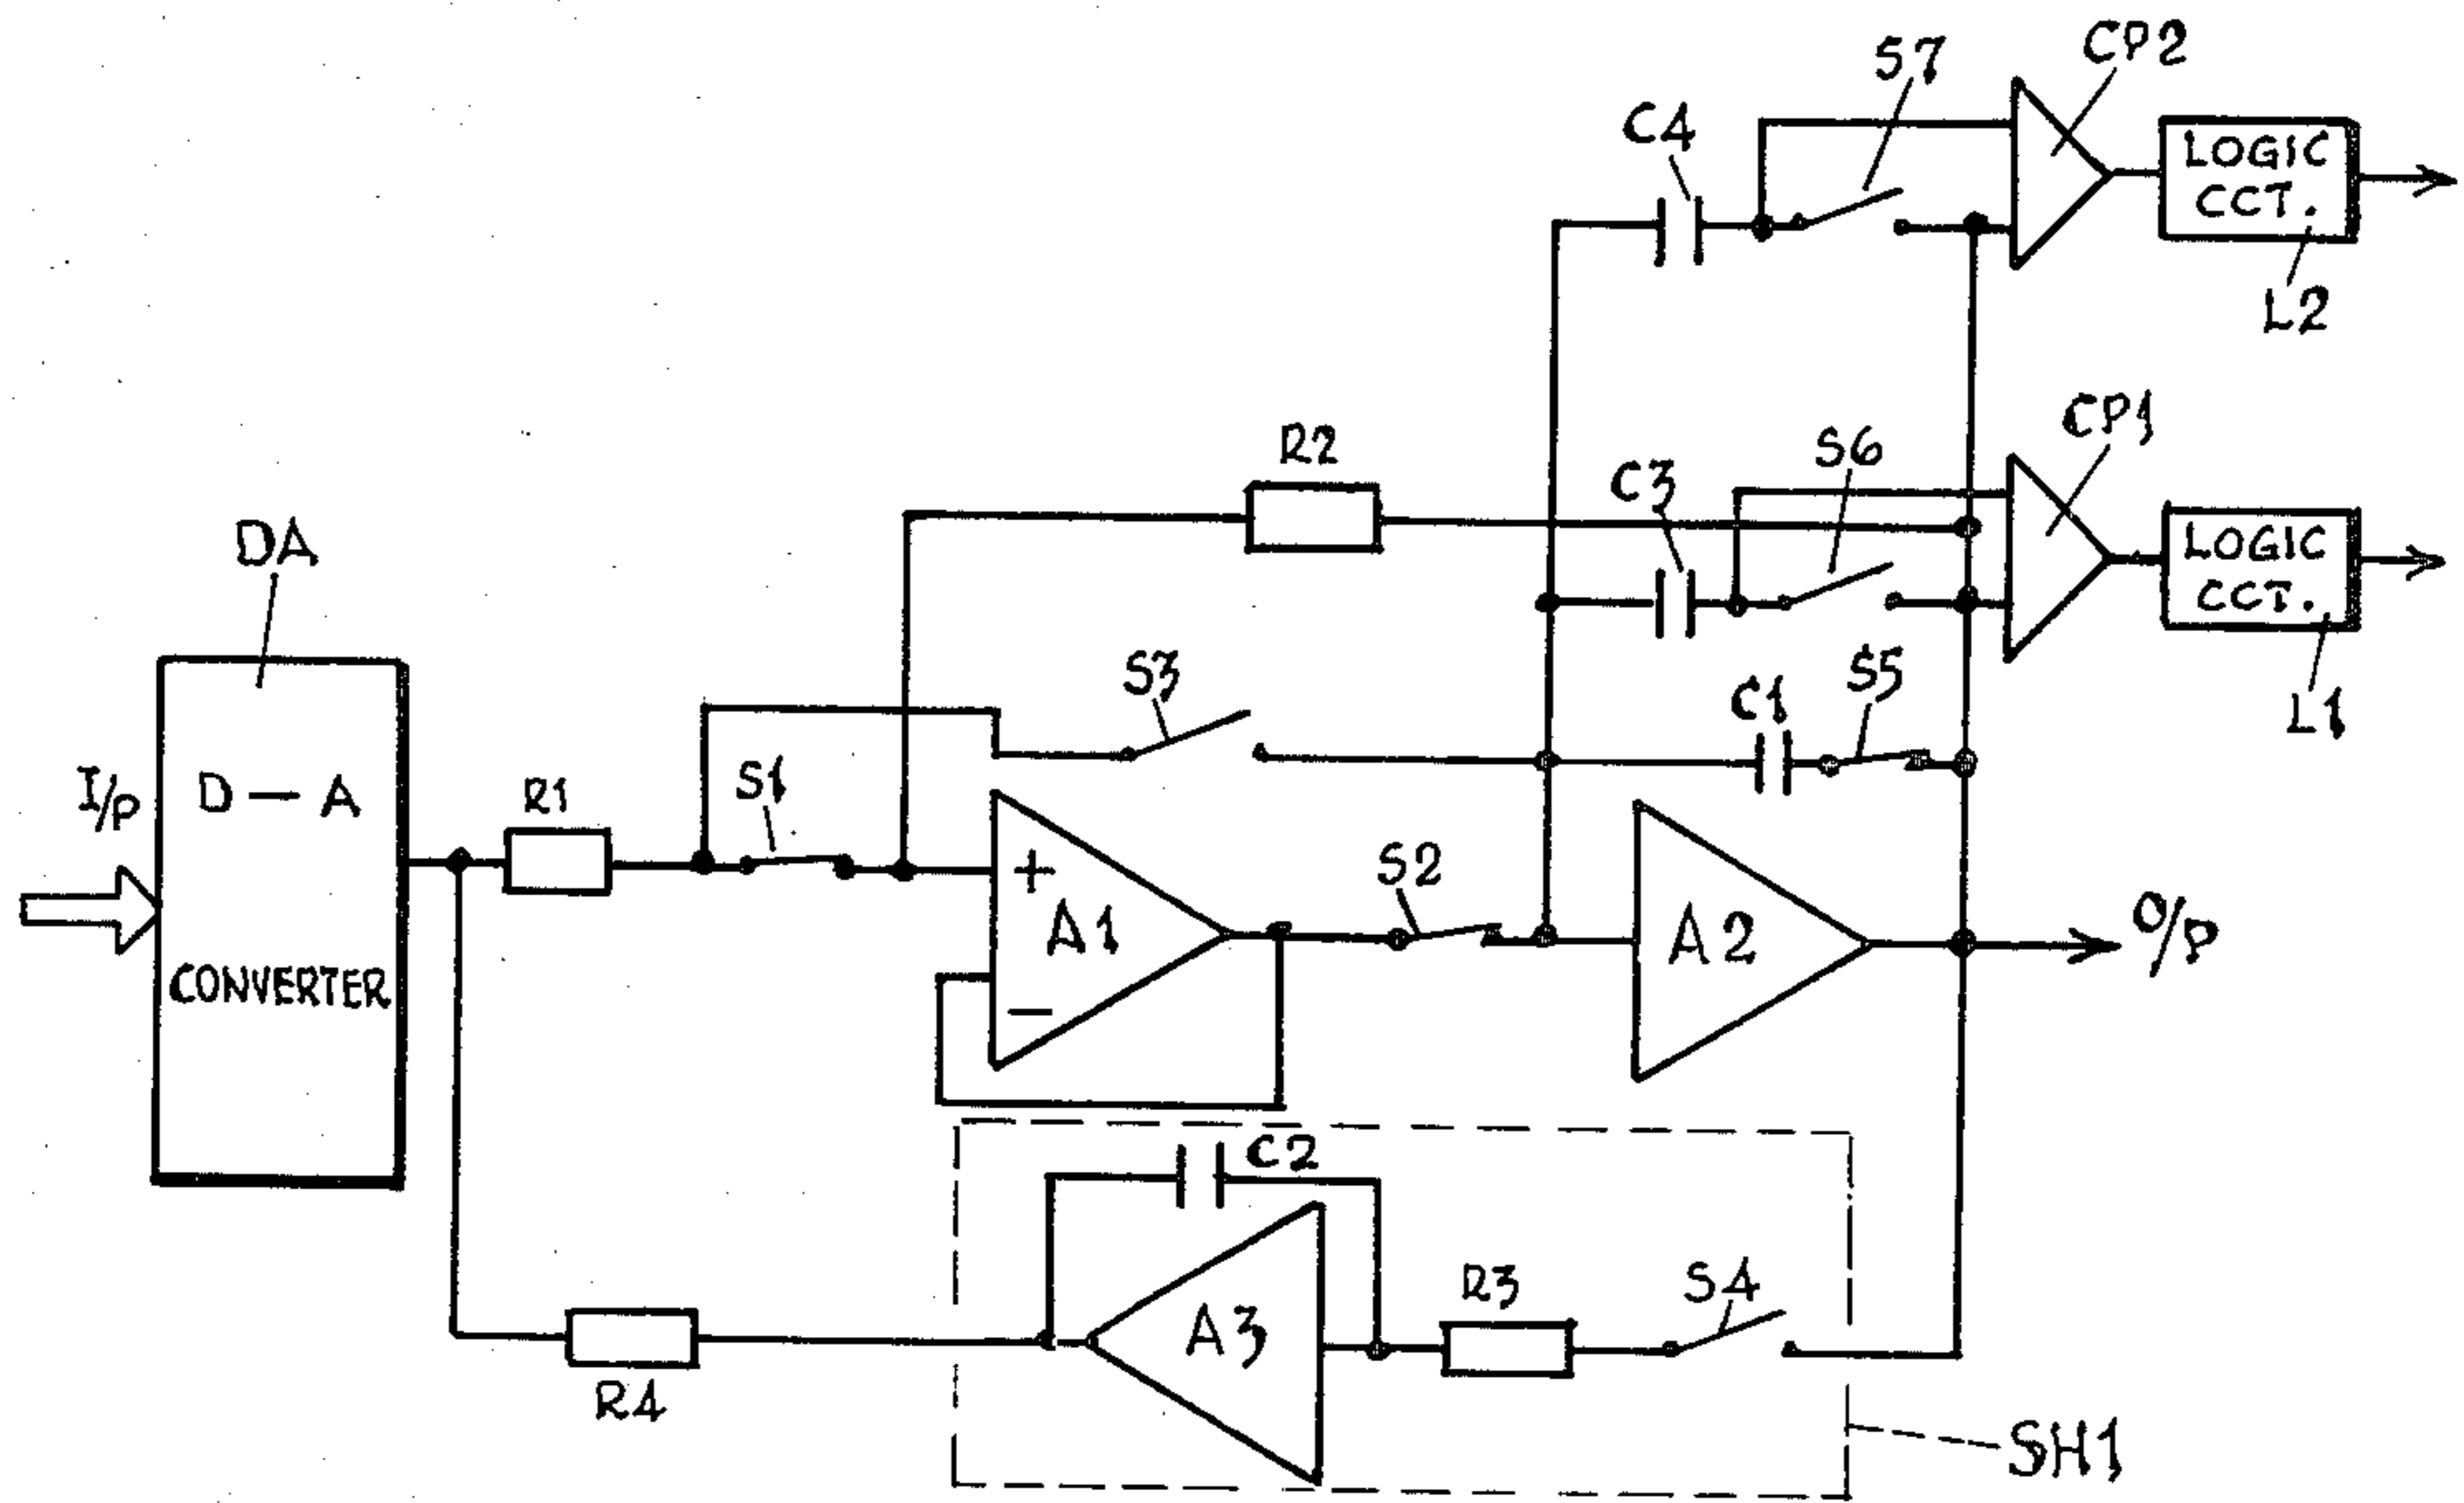 CP2
S7
C4
LOGIC
CCT.
L2
CP1
S6
R2
C3
DA
LOGIC
CCT.
S3
S5
C1
L1
I/P
D — A
R1
S1
S2
+
A1
A2
O/P
CONVERTER
—
C2
R3
S4
A3
R4
SH1